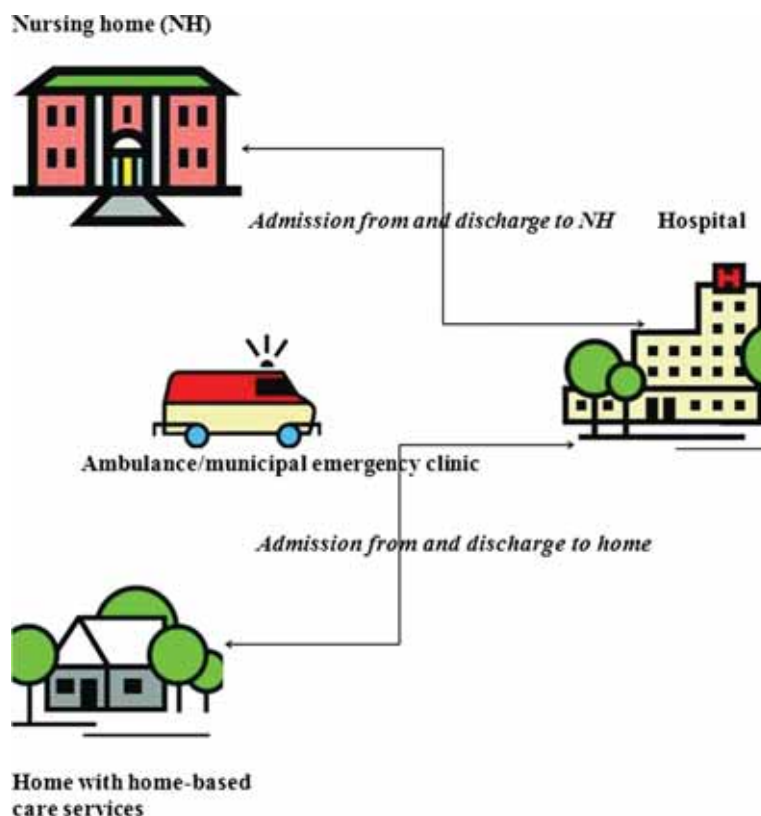 Nursing home (NH)
Admission from and discharge to NH
Hospital
H
Ambulance/municipal emergency clinic
Admission from and discharge to home
Home with home-based
care services